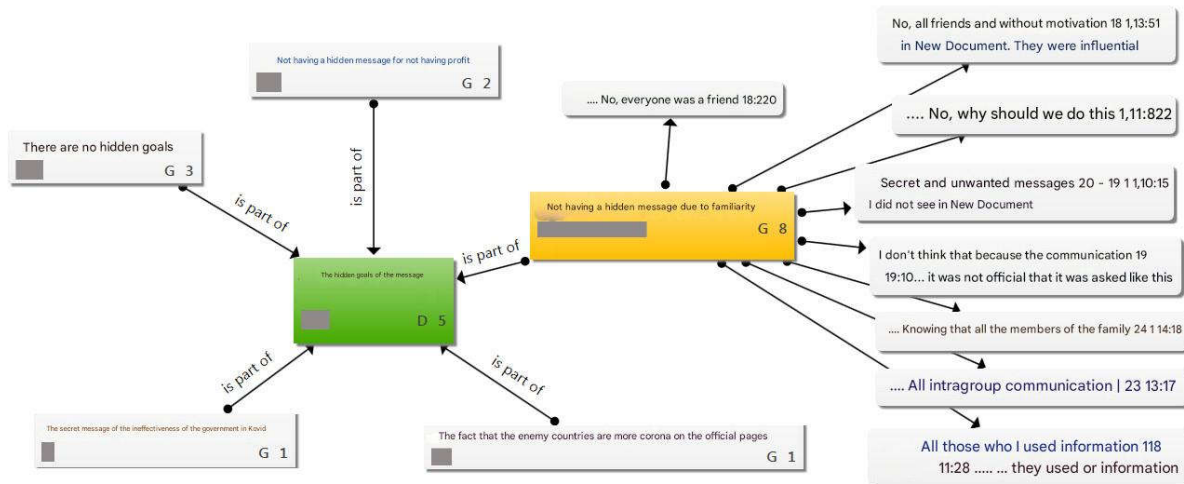 No, all friends and without motivation 18 1,13:51
in New Document. They were influential
Not having a hidden message for not having profit
G 2
.... No, everyone was a friend 18:220
.... No, why should we do this 1,11:822
There are no hidden goals
G 3
is part of
is part of
Secret and unwanted messages 20 - 19 1 1,10:15
I did not see in New Document
Not having a hidden message due to familiarity
G 8
is part of
I don't think that because the communication 19
19:10... it was not official that it was asked like this
The hidden goals of the message
D 5
.... Knowing that all the members of the family 24 1 14:18
is part of
is part of
.... All intragroup communication | 23 13:17
The secret message of the ineffectiveness of the government in Kovid
G 1
The fact that the enemy countries are more corona on the official pages
G 1
All those who I used information 118
11:28 ..... ... they used or information